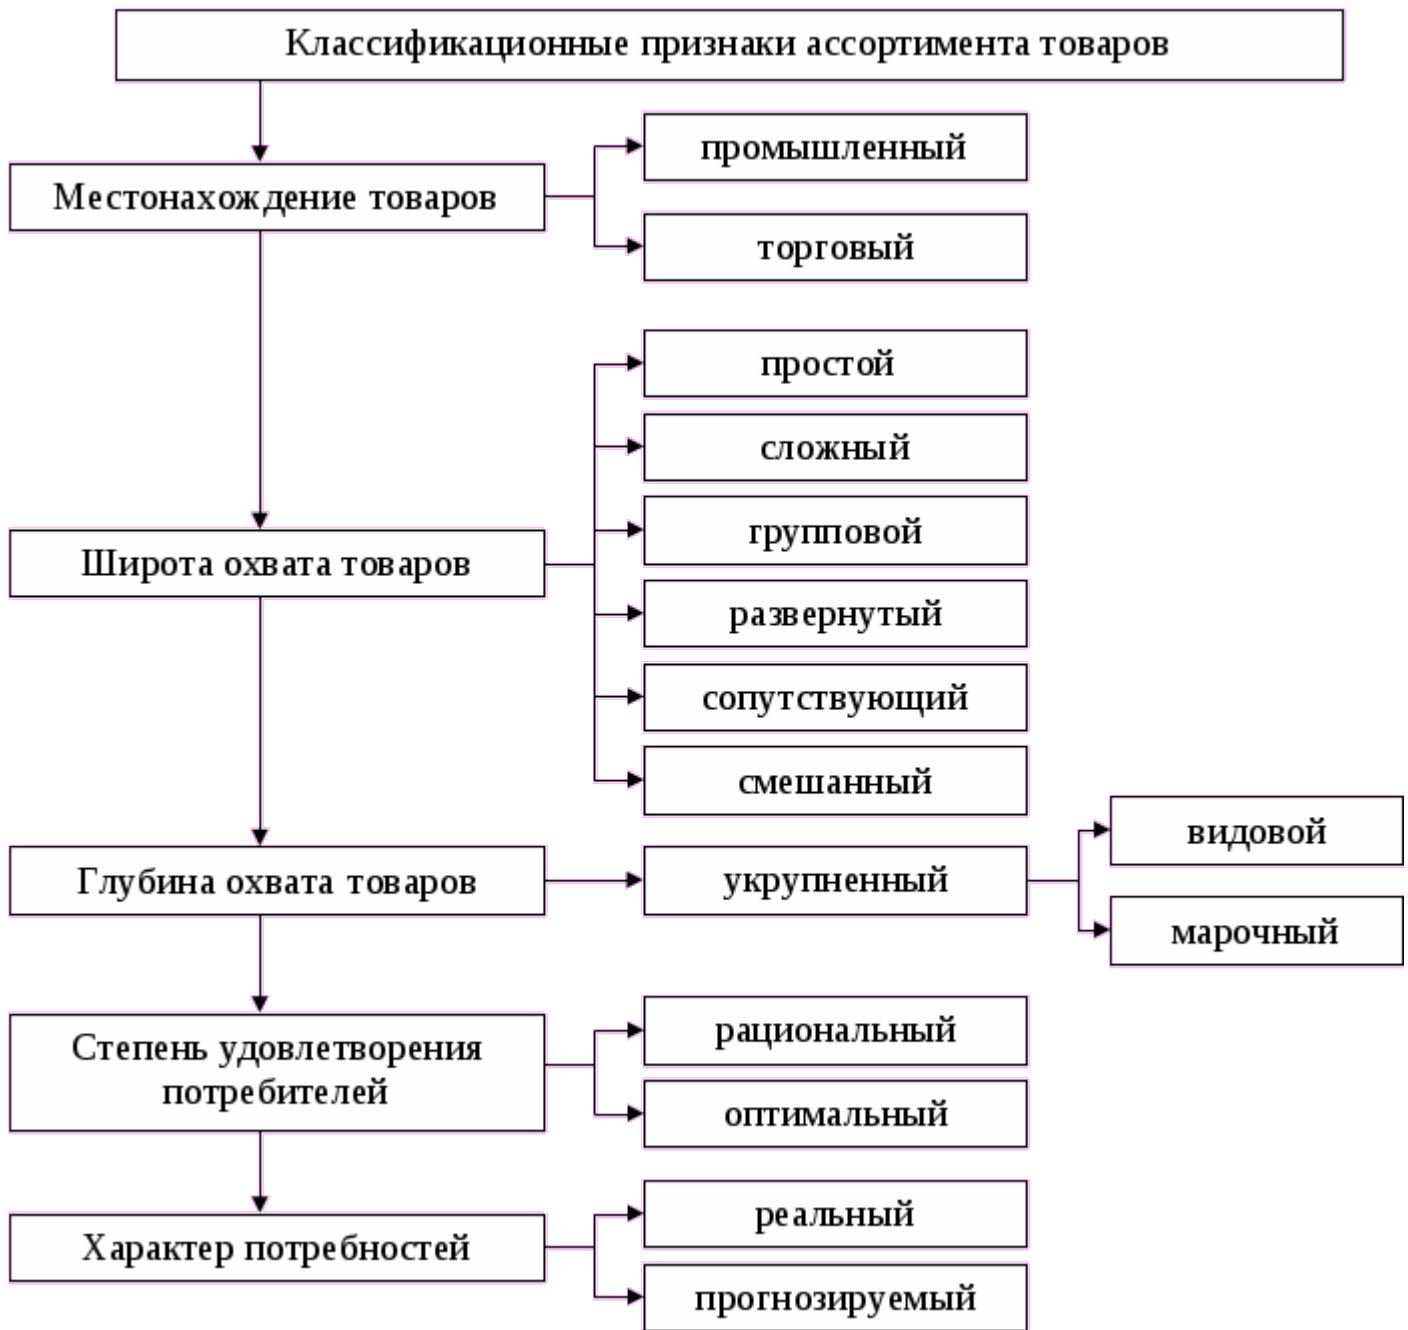 Классификационные признаки ассортимента товаров
Местонахождение товаров
промышленный
торговый
Широта охвата товаров
простой
сложный
групповой
развернутый
сопутствующий
смешанный
Глубина охвата товаров
укрупненный
видовой
марочный
Степень удовлетворения
потребителей
рациональный
оптимальный
Характер потребностей
реальный
прогнозируемый